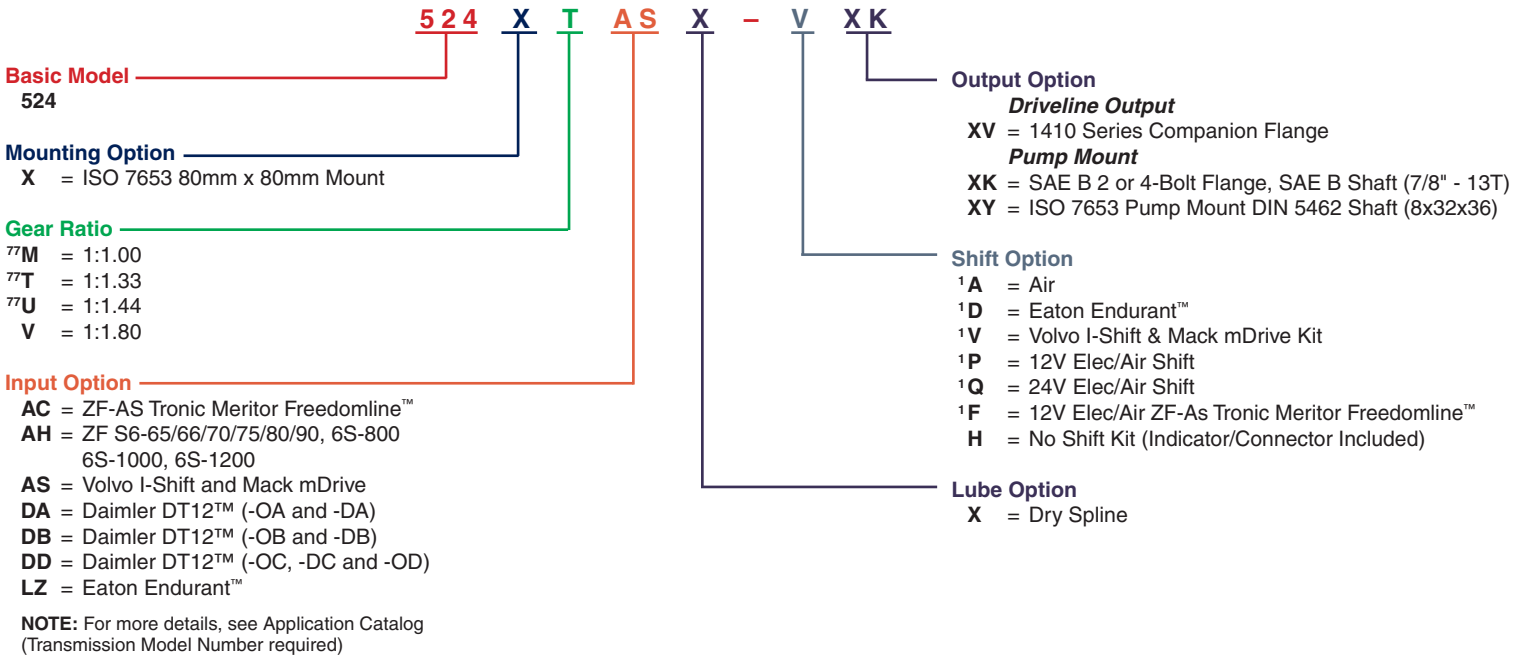 524 X T AS X – V XK
Basic Model
524
Mounting Option
X = ISO 7653 80mm x 80mm Mount
Gear Ratio
77M = 1:1.00
77T = 1:1.33
77U = 1:1.44
V = 1:1.80
Input Option
AC = ZF-AS Tronic Meritor Freedomline™
AH = ZF S6-65/66/70/75/80/90, 6S-800
6S-1000, 6S-1200
AS = Volvo I-Shift and Mack mDrive
DA = Daimler DT12™ (-OA and -DA)
DB = Daimler DT12™ (-OB and -DB)
DD = Daimler DT12™ (-OC, -DC and -OD)
LZ = Eaton Endurant™
NOTE: For more details, see Application Catalog
(Transmission Model Number required)
Output Option
Driveline Output
XV = 1410 Series Companion Flange
Pump Mount
XK = SAE B 2 or 4-Bolt Flange, SAE B Shaft (7/8" - 13T)
XY = ISO 7653 Pump Mount DIN 5462 Shaft (8x32x36)
Shift Option
1A = Air
1D = Eaton Endurant™
1V = Volvo I-Shift & Mack mDrive Kit
1P = 12V Elec/Air Shift
1Q = 24V Elec/Air Shift
1F = 12V Elec/Air ZF-As Tronic Meritor Freedomline™
H = No Shift Kit (Indicator/Connector Included)
Lube Option
X = Dry Spline